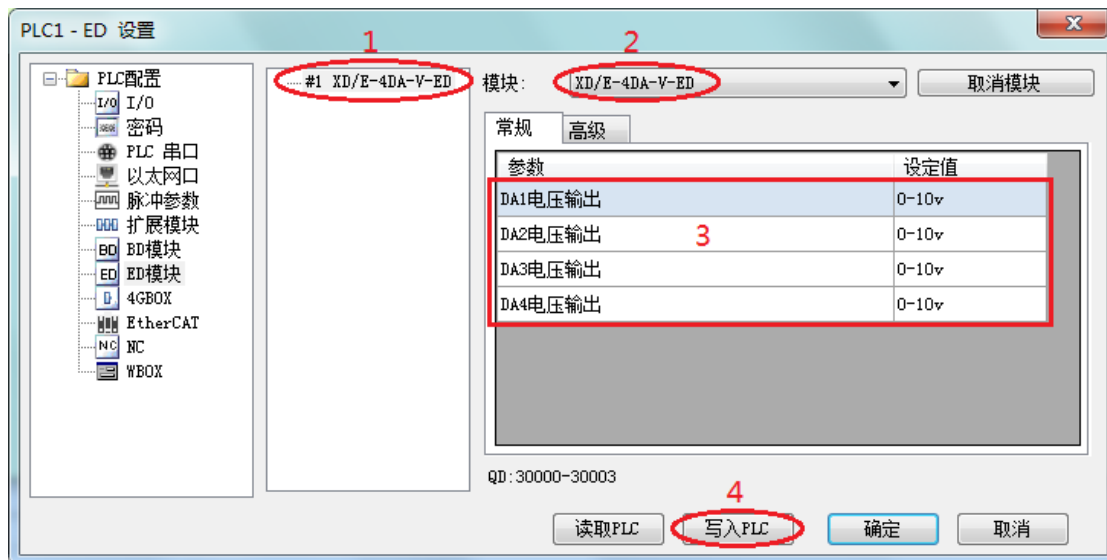 PLC1 - ED 设置
1
2
PLC配置
I/O I/O
密码
PLC 串口
以太网口
脉冲参数
扩展模块
BD BD模块
ED ED模块
4GBOX
EtherCAT
NC NC
WBOX
#1 XD/E-4DA-V-ED
模块: XD/E-4DA-V-ED 取消模块
常规 高级
参数 设定值
DA1电压输出 0-10v
DA2电压输出 3 0-10v
DA3电压输出 0-10v
DA4电压输出 0-10v
QD:30000-30003
4
读取PLC 写入PLC 确定 取消